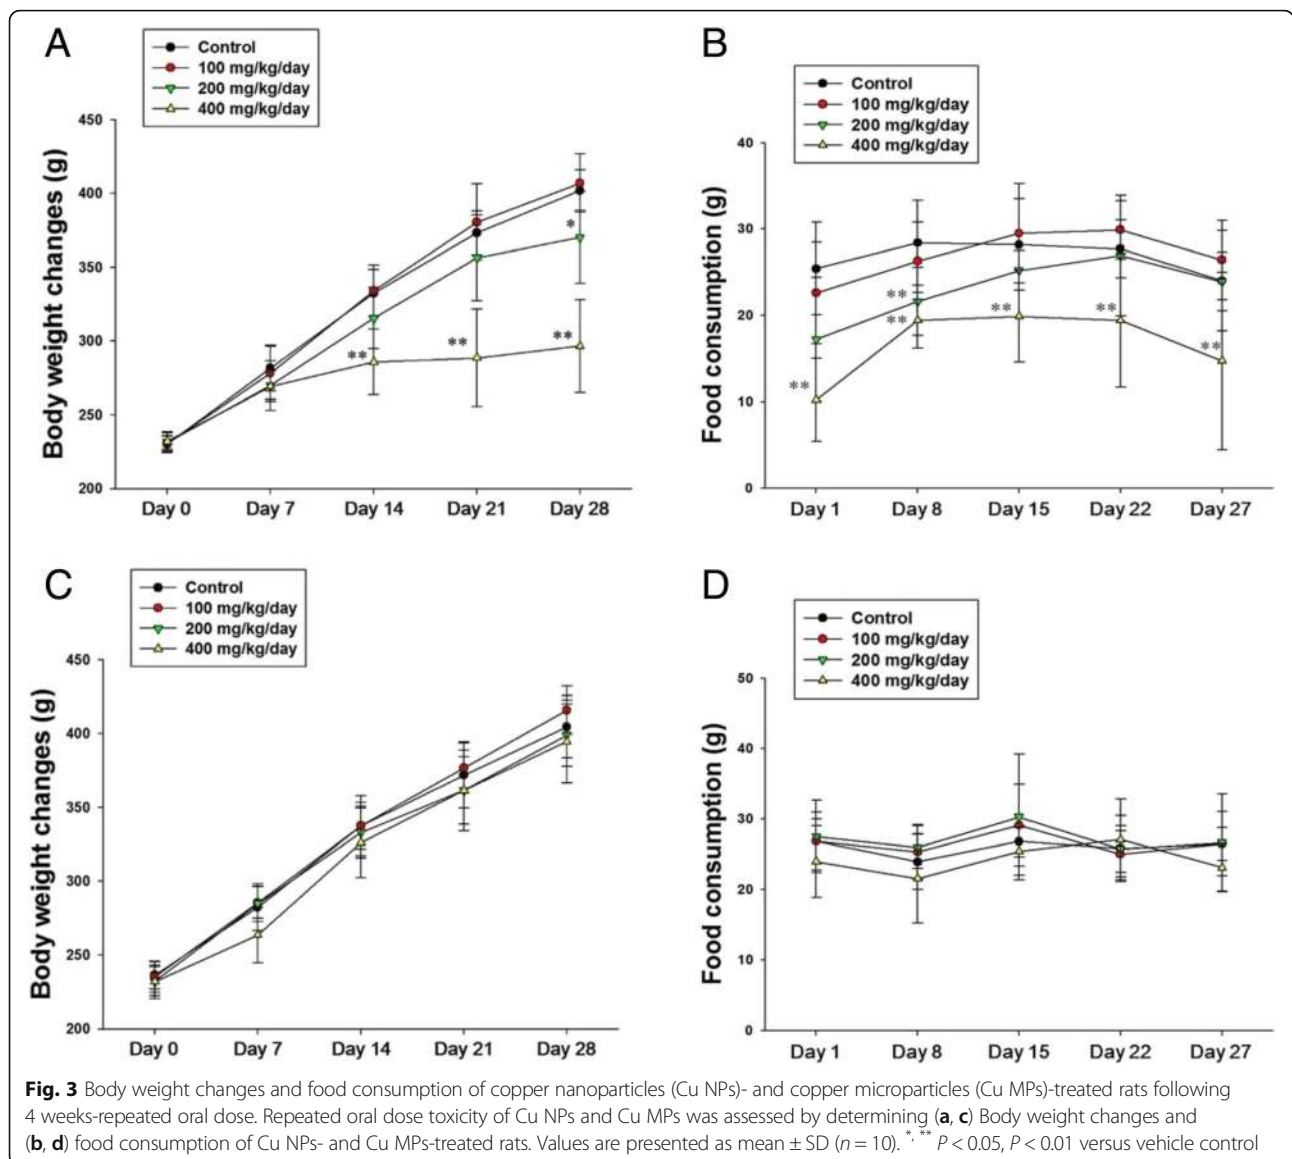 A
Control
100 mg/kg/day
200 mg/kg/day
400 mg/kg/day
Body weight changes (g)
450
400
350
300
250
200
*
**
**
**
Day 0 Day 7 Day 14 Day 21 Day 28
B
Control
100 mg/kg/day
200 mg/kg/day
400 mg/kg/day
Food consumption (g)
40
30
20
10
0
**
**
**
**
**
**
Day 1 Day 8 Day 15 Day 22 Day 27
C
Control
100 mg/kg/day
200 mg/kg/day
400 mg/kg/day
Body weight changes (g)
450
400
350
300
250
200
Day 0 Day 7 Day 14 Day 21 Day 28
D
Control
100 mg/kg/day
200 mg/kg/day
400 mg/kg/day
Food consumption (g)
50
40
30
20
10
0
Day 1 Day 8 Day 15 Day 22 Day 27
Fig. 3 Body weight changes and food consumption of copper nanoparticles (Cu NPs)- and copper microparticles (Cu MPs)-treated rats following
4 weeks-repeated oral dose. Repeated oral dose toxicity of Cu NPs and Cu MPs was assessed by determining (a, c) Body weight changes and
(b, d) food consumption of Cu NPs- and Cu MPs-treated rats. Values are presented as mean ± SD (n = 10). *, ** P < 0.05, P < 0.01 versus vehicle control